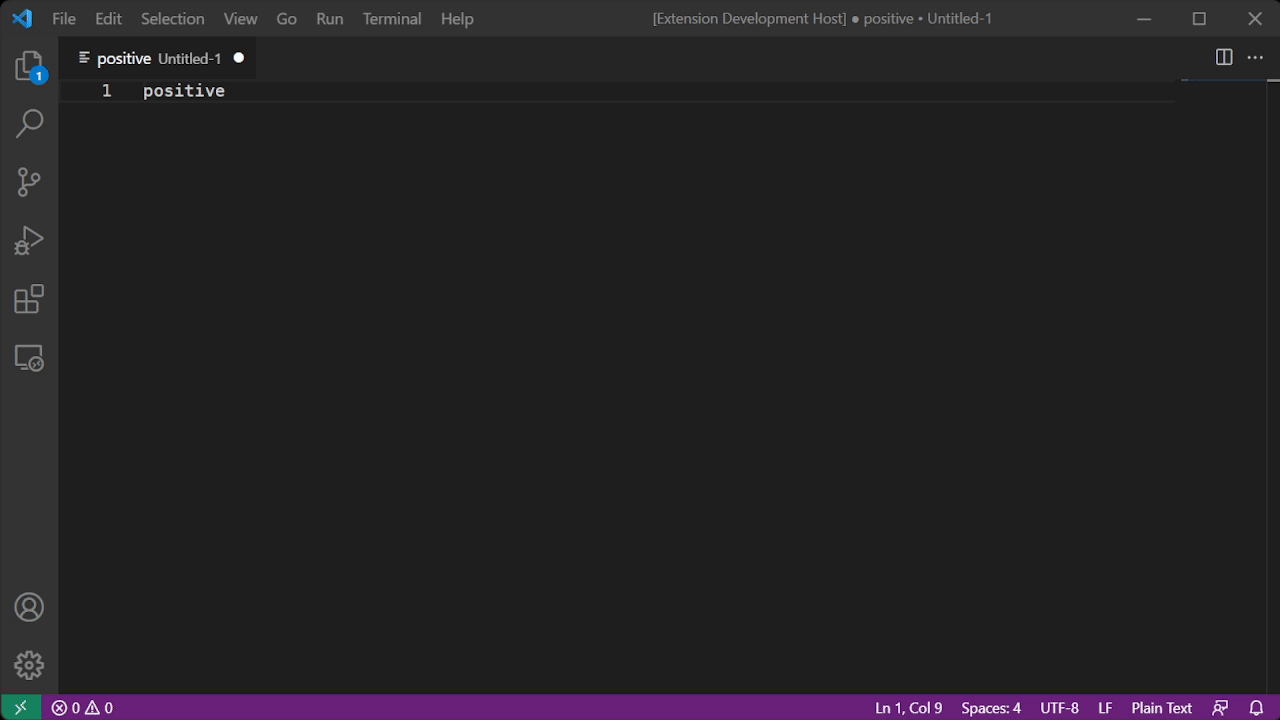 File Edit Selection View Go Run Terminal Help [Extension Development Host] ● positive • Untitled-1
positive Untitled-1 ●
1
1 positive
0 0 Ln 1, Col 9 Spaces: 4 UTF-8 LF Plain Text